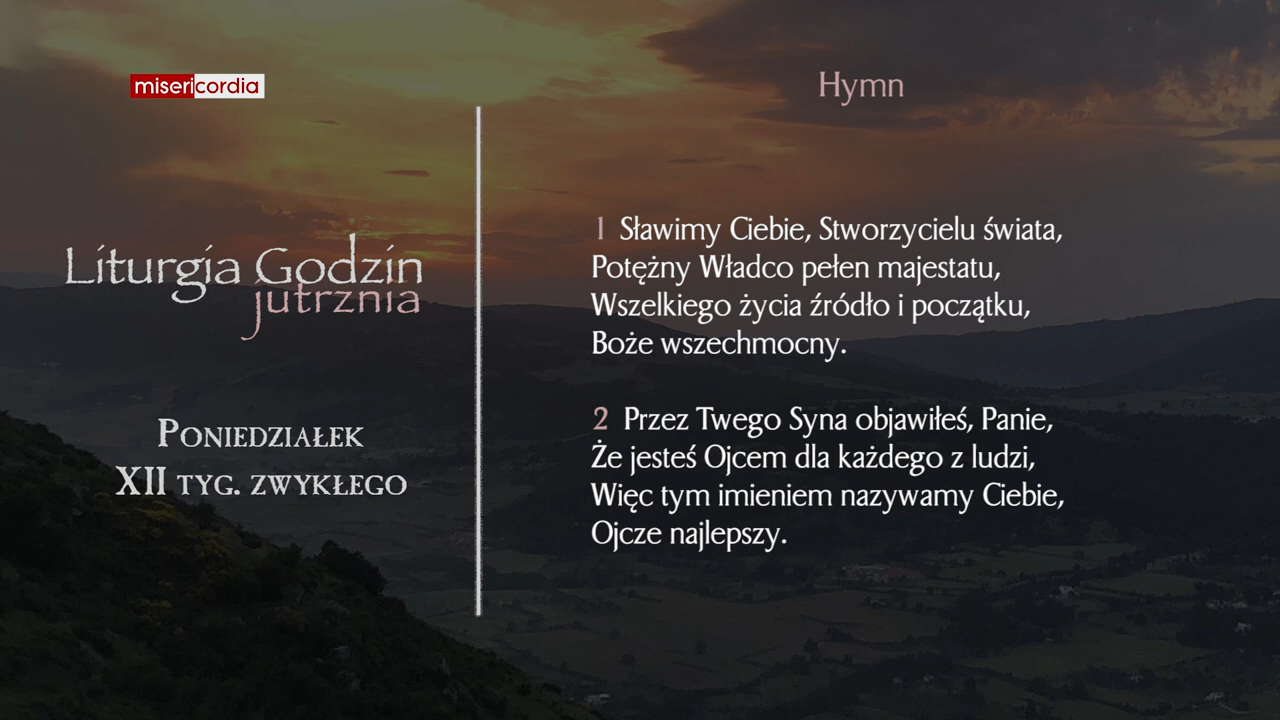 misericordia
Liturgia Godzin
jutrznia
Poniedziałek
XII tyg. zwykłego
Hymn
1 Sławimy Ciebie, Stworzycielu świata,
Potężny Władco pełen majestatu,
Wszelkiego życia źródło i początku,
Boże wszechmocny.
2 Przez Twego Syna objawiłeś, Panie,
Że jesteś Ojcem dla każdego z ludzi,
Więc tym imieniem nazywamy Ciebie,
Ojcze najlepszy.